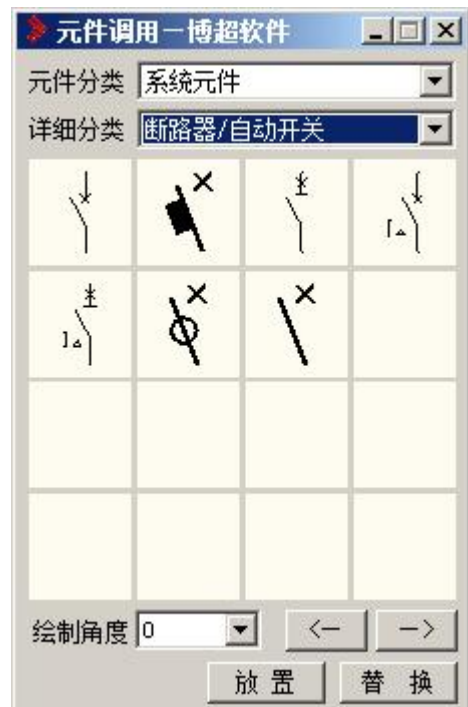 元件调用－博超软件
元件分类 系统元件
详细分类 断路器/自动开关
绘制角度 0 <- ->
放置 替换